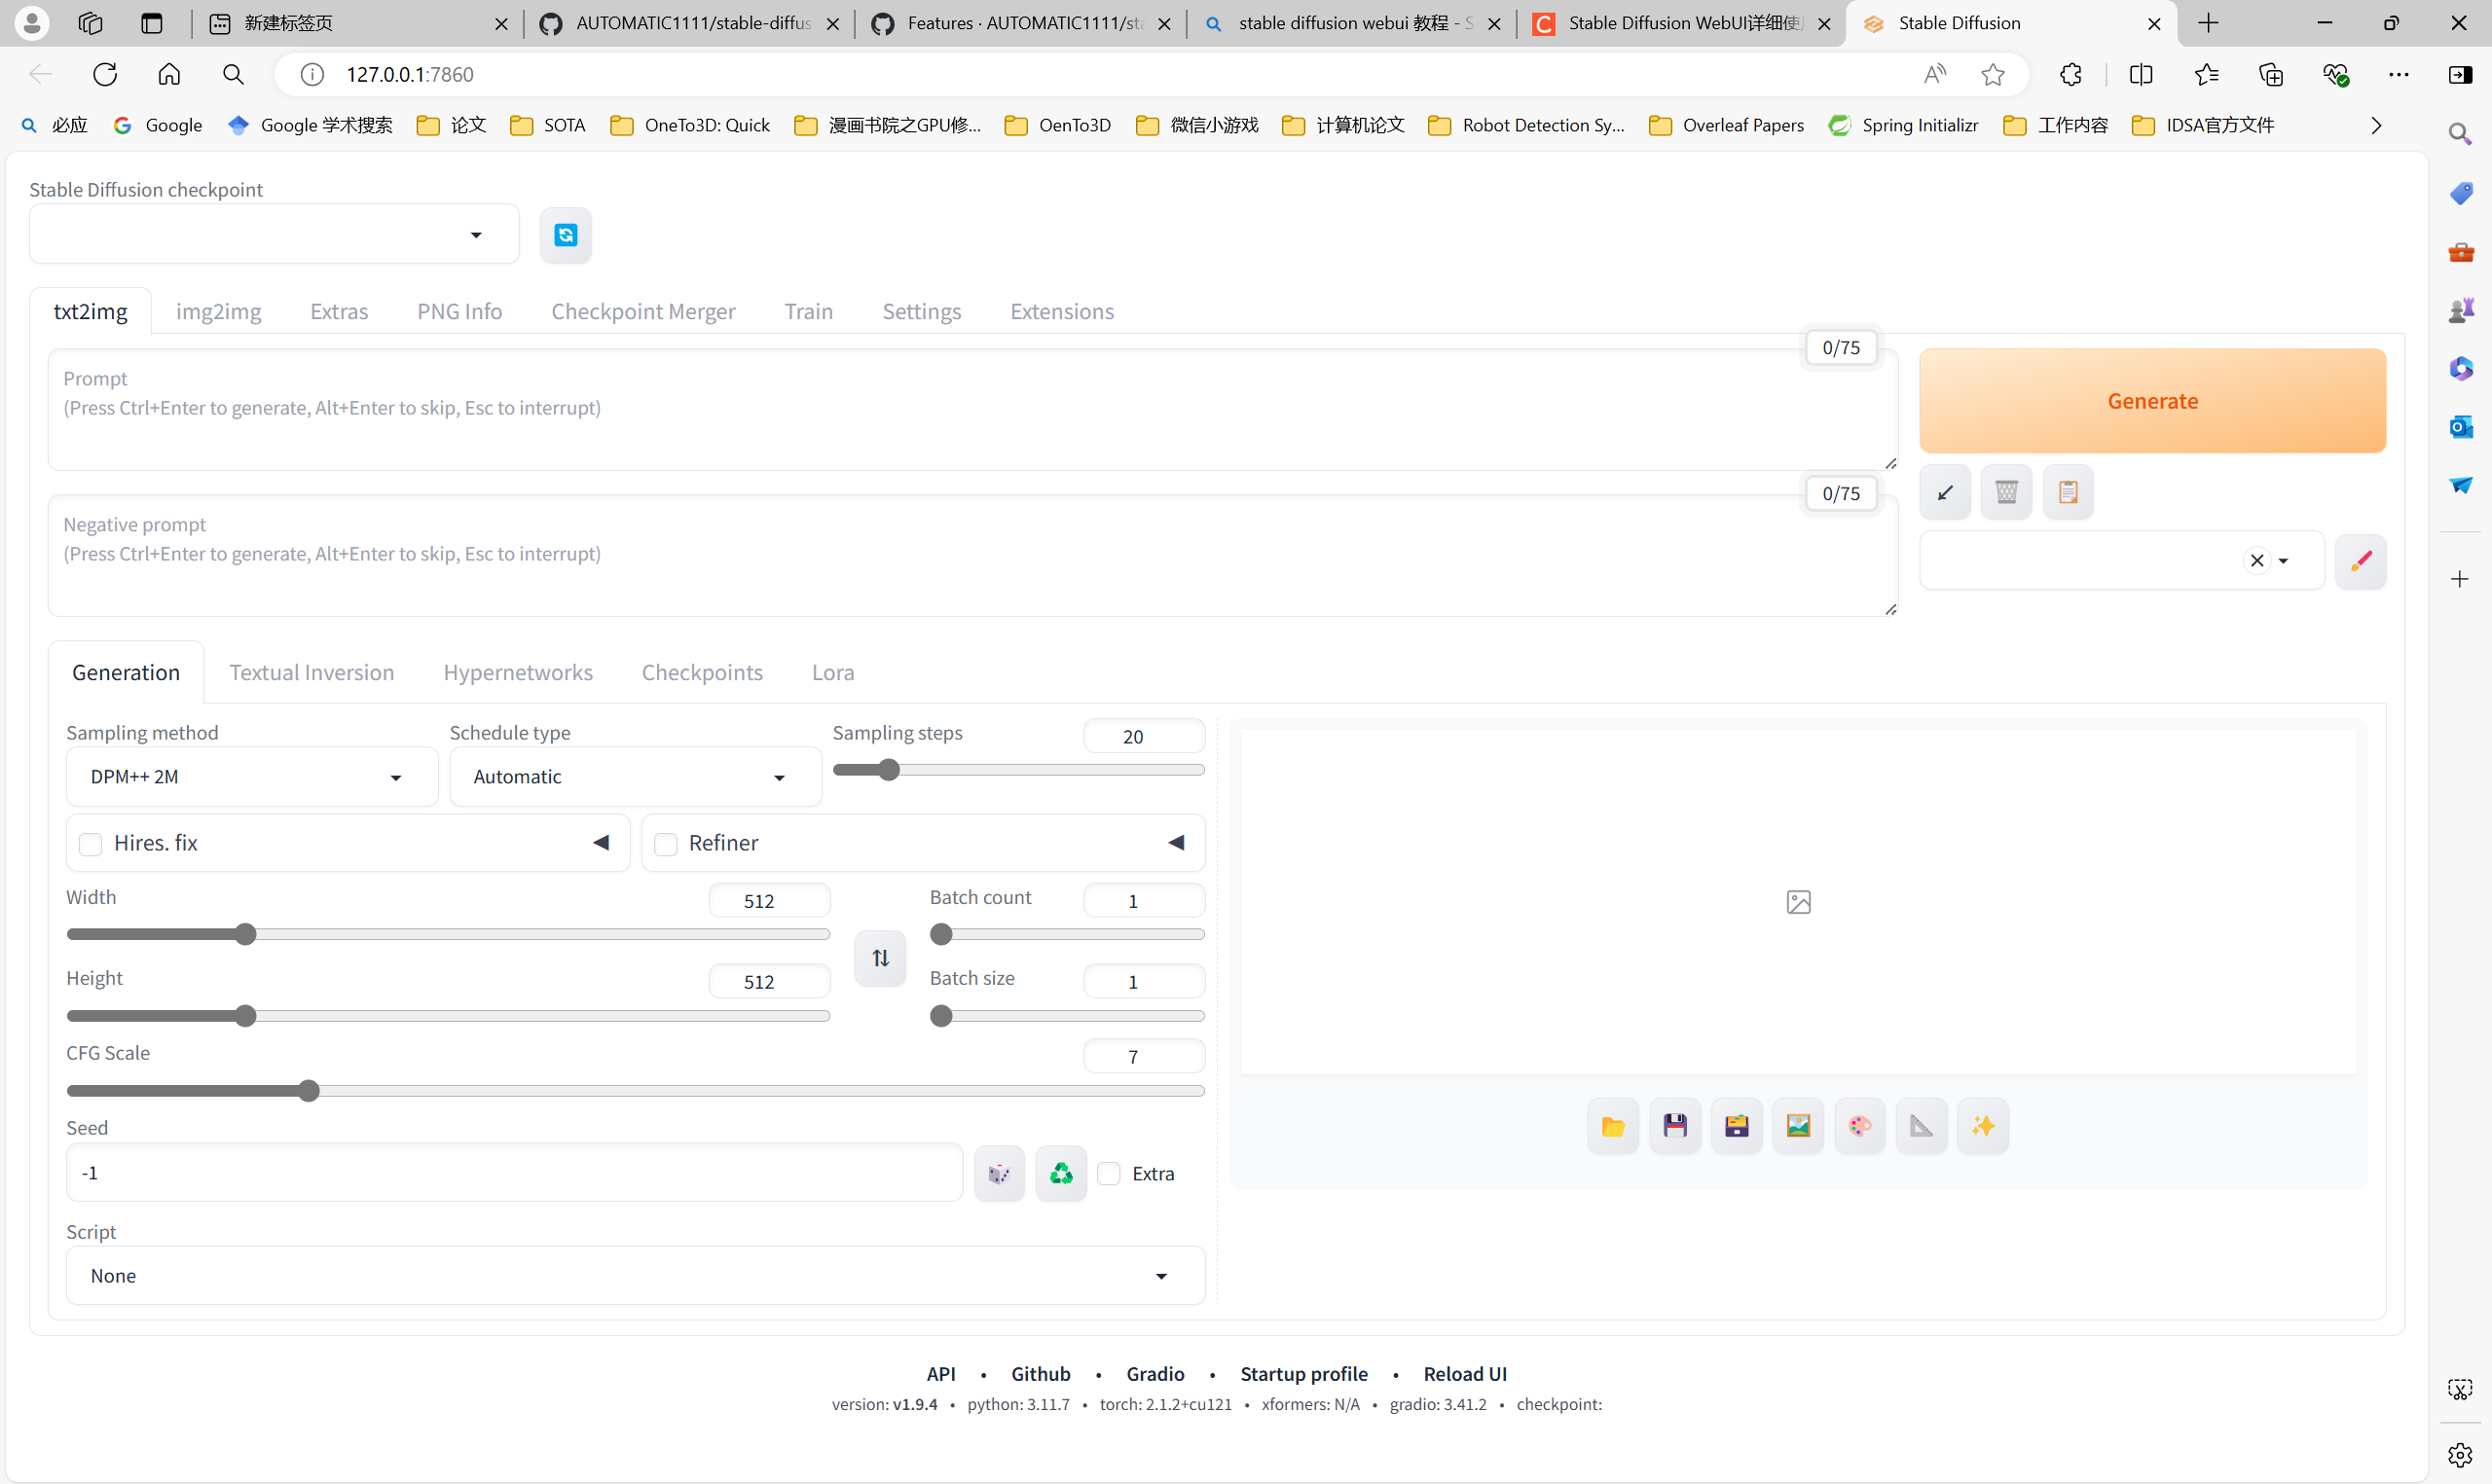 新建标签页
AUTOMATIC1111/stable-diffus
Features · AUTOMATIC1111/sta
stable diffusion webui 教程 - S
Stable Diffusion WebUI详细使
Stable Diffusion
127.0.0.1:7860
必应
Google
Google 学术搜索
论文
SOTA
OneTo3D: Quick
漫画书院之GPU修...
OenTo3D
微信小游戏
计算机论文
Robot Detection Sy...
Overleaf Papers
Spring Initializr
工作内容
IDSA官方文件
Stable Diffusion checkpoint
txt2img
img2img
Extras
PNG Info
Checkpoint Merger
Train
Settings
Extensions
0/75
Prompt
(Press Ctrl+Enter to generate, Alt+Enter to skip, Esc to interrupt)
Generate
0/75
Negative prompt
(Press Ctrl+Enter to generate, Alt+Enter to skip, Esc to interrupt)
Generation
Textual Inversion
Hypernetworks
Checkpoints
Lora
Sampling method
Schedule type
Sampling steps
20
DPM++ 2M
Automatic
Hires. fix
Refiner
Width
512
Batch count
1
Height
512
Batch size
1
CFG Scale
7
Seed
-1
Extra
Script
None
API • Github • Gradio • Startup profile • Reload UI
version: v1.9.4 • python: 3.11.7 • torch: 2.1.2+cu121 • xformers: N/A • gradio: 3.41.2 • checkpoint: